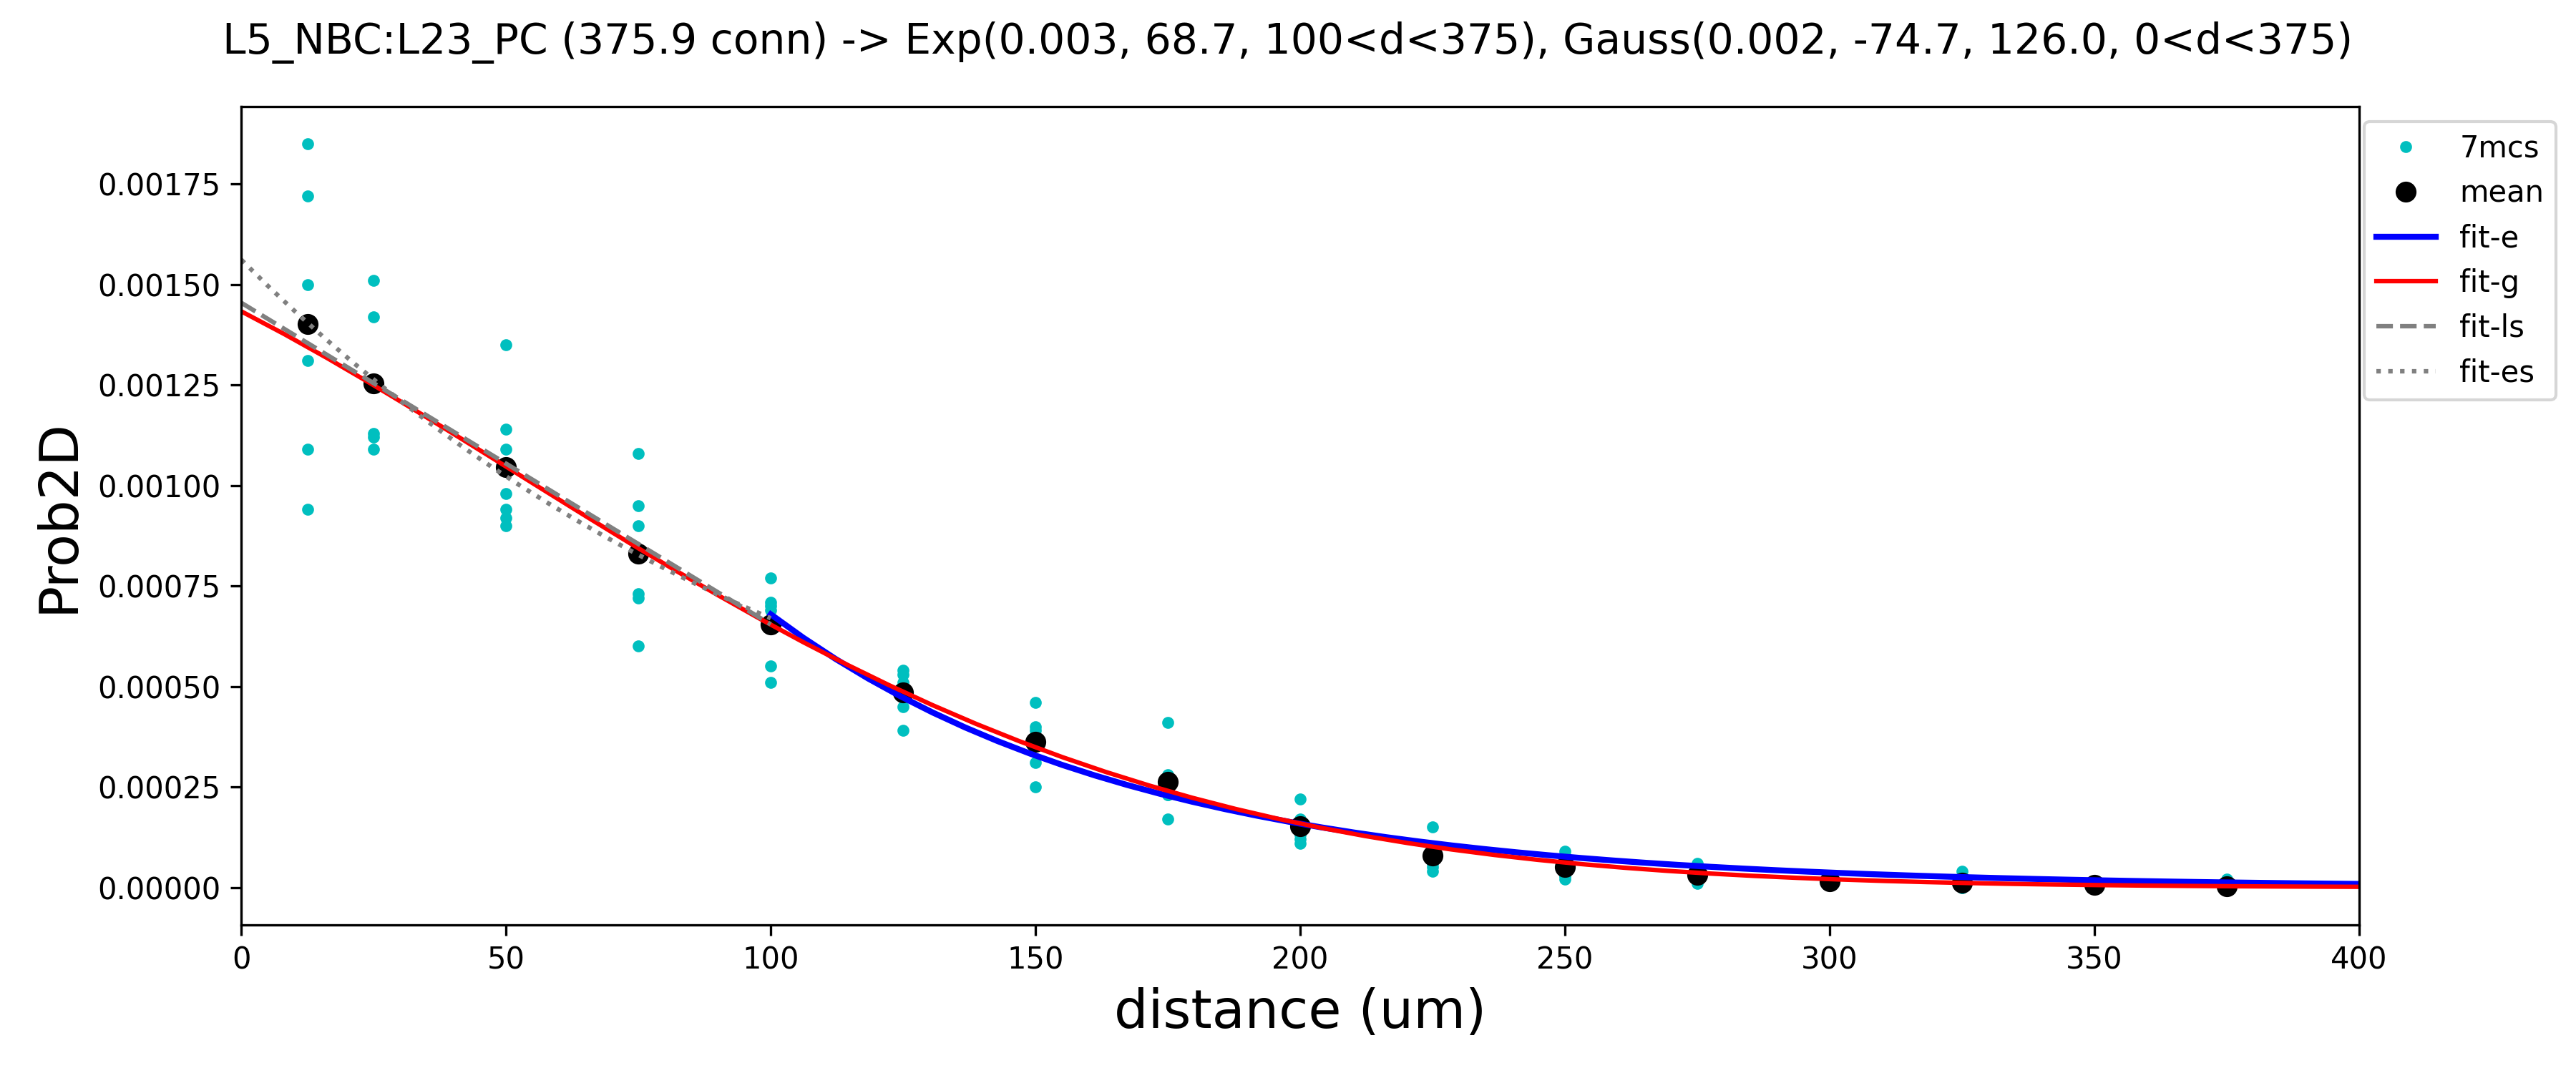 L5_NBC:L23_PC (375.9 conn) -> Exp(0.003, 68.7, 100<d<375), Gauss(0.002, -74.7, 126.0, 0<d<375)
7mcs
mean
fit-e
fit-g
fit-ls
fit-es
Prob2D
0.00175
0.00150
0.00125
0.00100
0.00075
0.00050
0.00025
0.00000
0 50 100 150 200 250 300 350 400
distance (um)